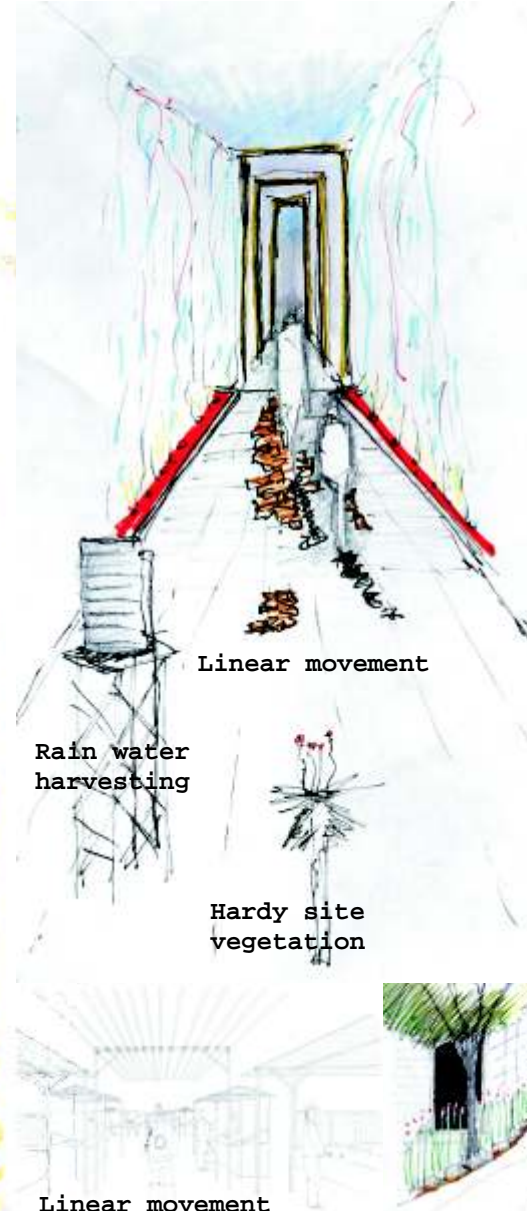 Linear movement
Rain water
harvesting
Hardy site
vegetation
Linear movement